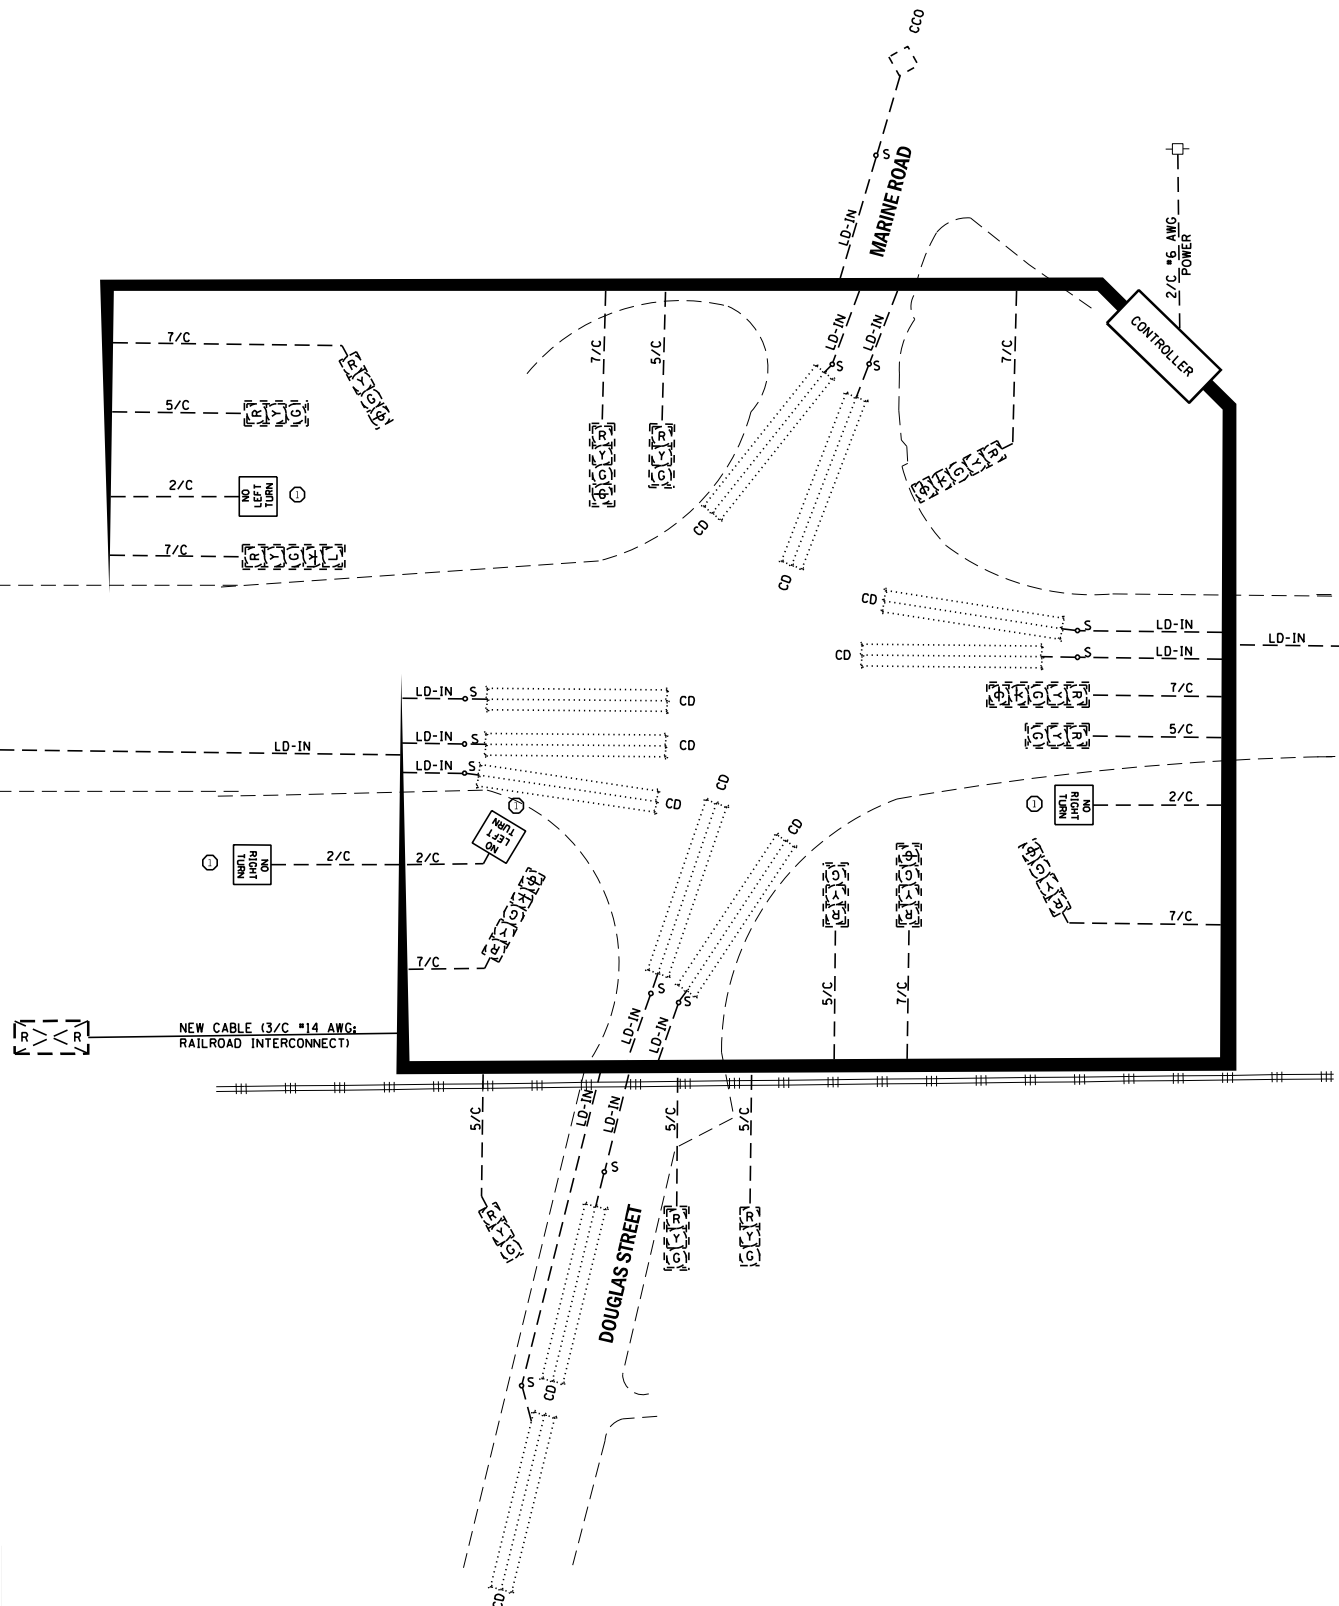 CCO
S
MARINE ROAD
LD-IN
2/C #6 AWG
POWER
CONTROLLER
7/C
R
Y
G
5/C
R
Y
G
2/C
NO
LEFT
TURN
1
7/C
R
Y
G
Y
L
7/C
R
Y
G
5/C
R
Y
G
LD-IN
LD-IN
S
S
CD
CD
7/C
R
Y
G
Y
CD
S
LD-IN
CD
S
LD-IN
LD-IN
7/C
R
Y
G
Y
5/C
R
Y
G
LD-IN
S
CD
LD-IN
LD-IN
S
CD
LD-IN
S
CD
1
NO
LEFT
TURN
2/C
2/C
NO
RIGHT
TURN
1
R
Y
G
Y
7/C
CD
CD
1
NO
RIGHT
TURN
2/C
R
Y
G
7/C
R
Y
G
5/C
R
Y
G
7/C
S
S
LD-IN
LD-IN
R
R
NEW CABLE (3/C #14 AWG:
RAILROAD INTERCONNECT)
5/C
LD-IN
LD-IN
5/C
5/C
S
R
Y
G
R
Y
G
R
Y
G
DOUGLAS STREET
S
CD
CD